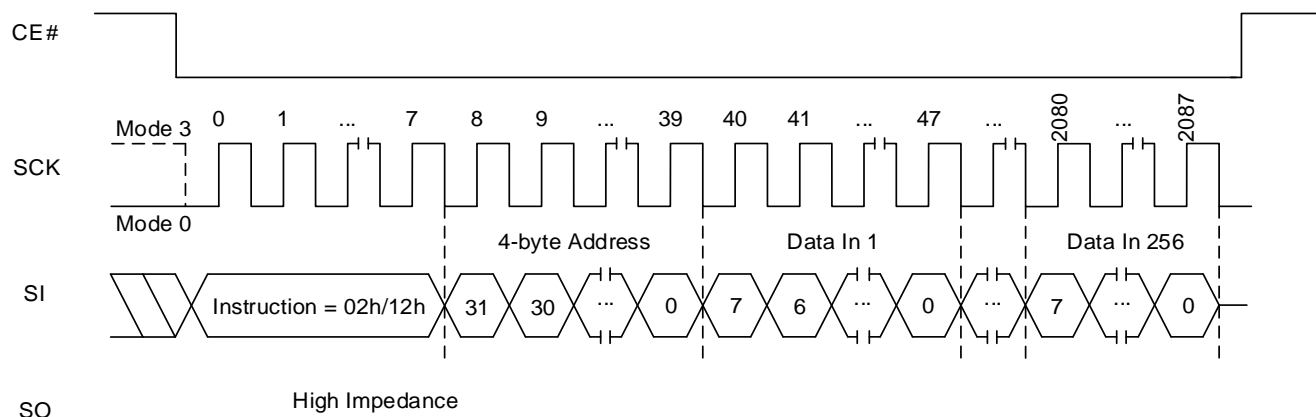 CE#
0 1 ... 7 8 9 ... 39 40 41 ... 47 ... 2080 ... 2087
Mode 3
SCK
Mode 0
4-byte Address Data In 1 Data In 256
SI
Instruction = 02h/12h 31 30 ... 0 7 6 ... 0 ... 7 ... 0
High Impedance
SO